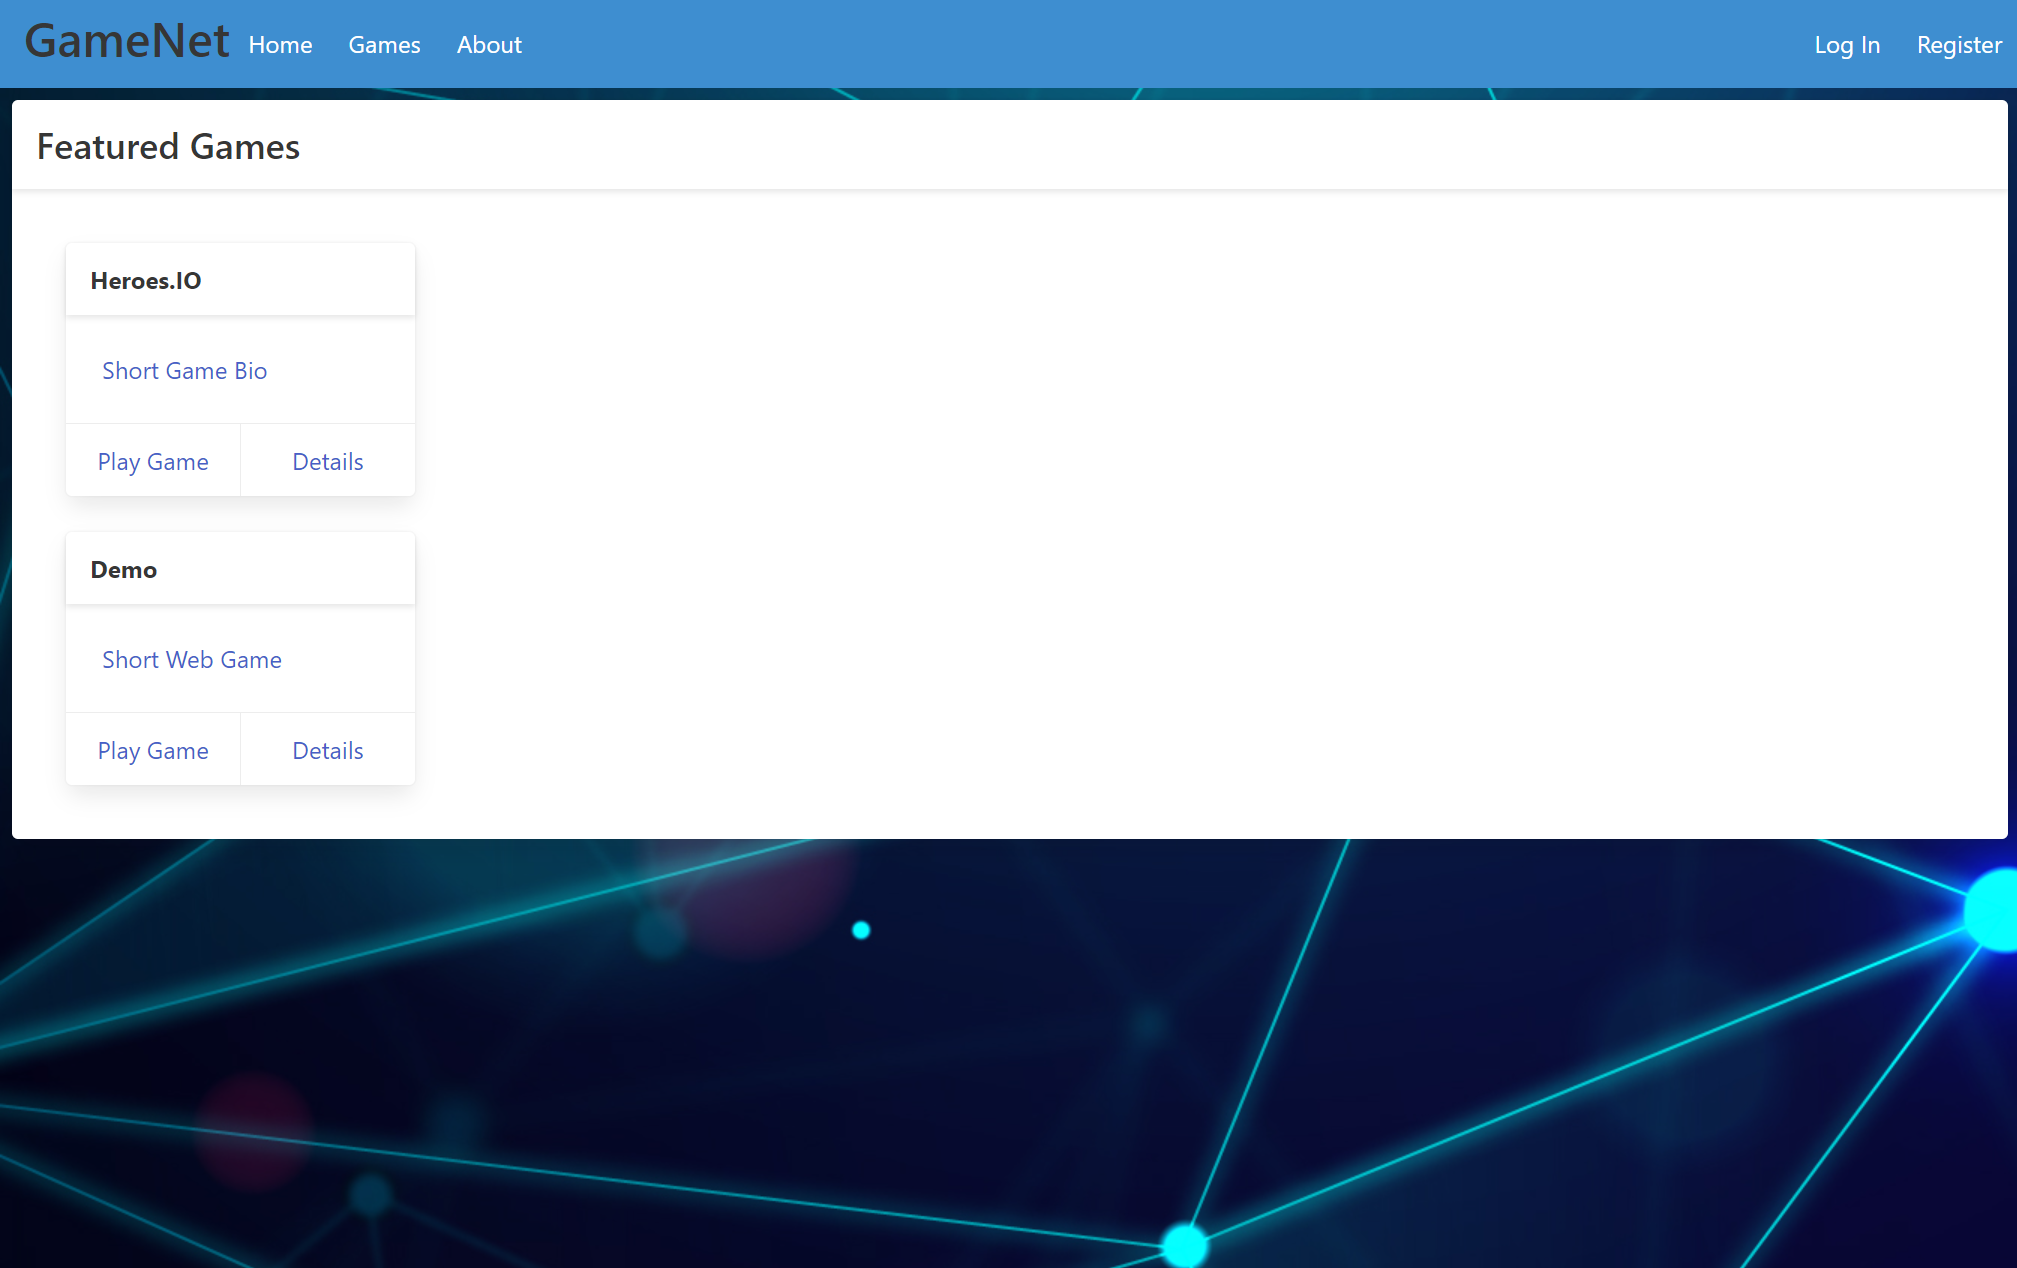 GameNet Home Games About Log In Register
Featured Games
Heroes.IO
Short Game Bio
Play Game Details
Demo
Short Web Game
Play Game Details